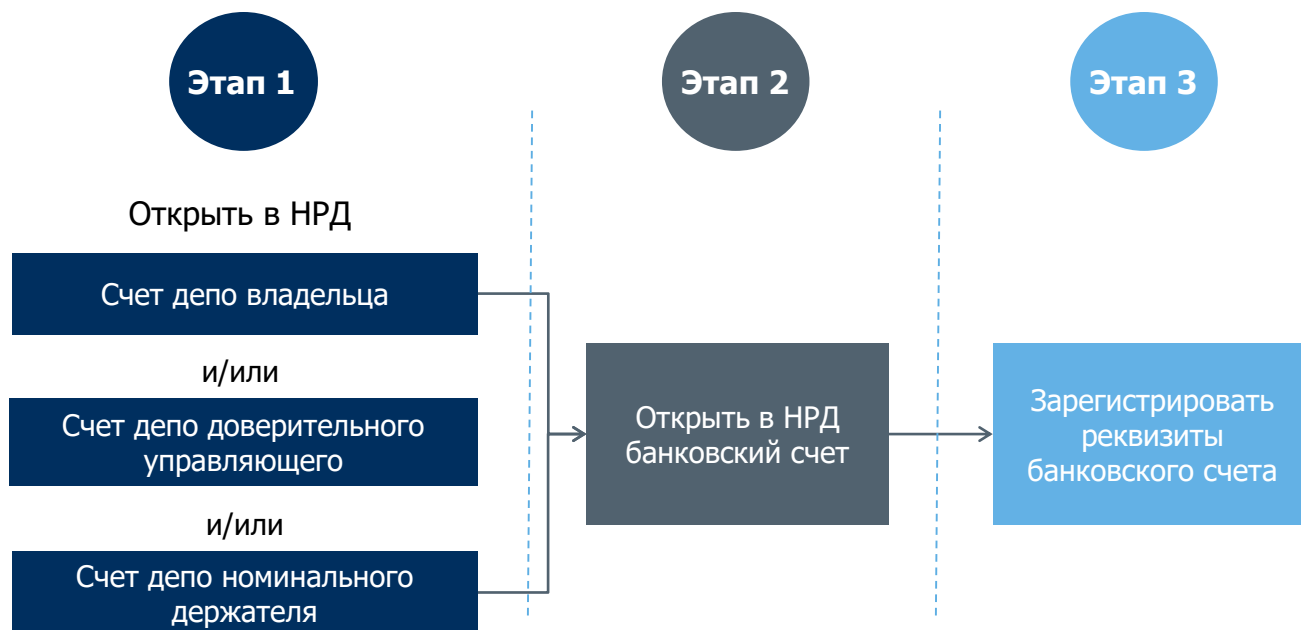 Этап 1
Этап 2
Этап 3
Открыть в НРД
Счет депо владельца
и/или
Счет депо доверительного
управляющего
и/или
Счет депо номинального
держателя
Открыть в НРД
банковский счет
Зарегистрировать
реквизиты
банковского счета